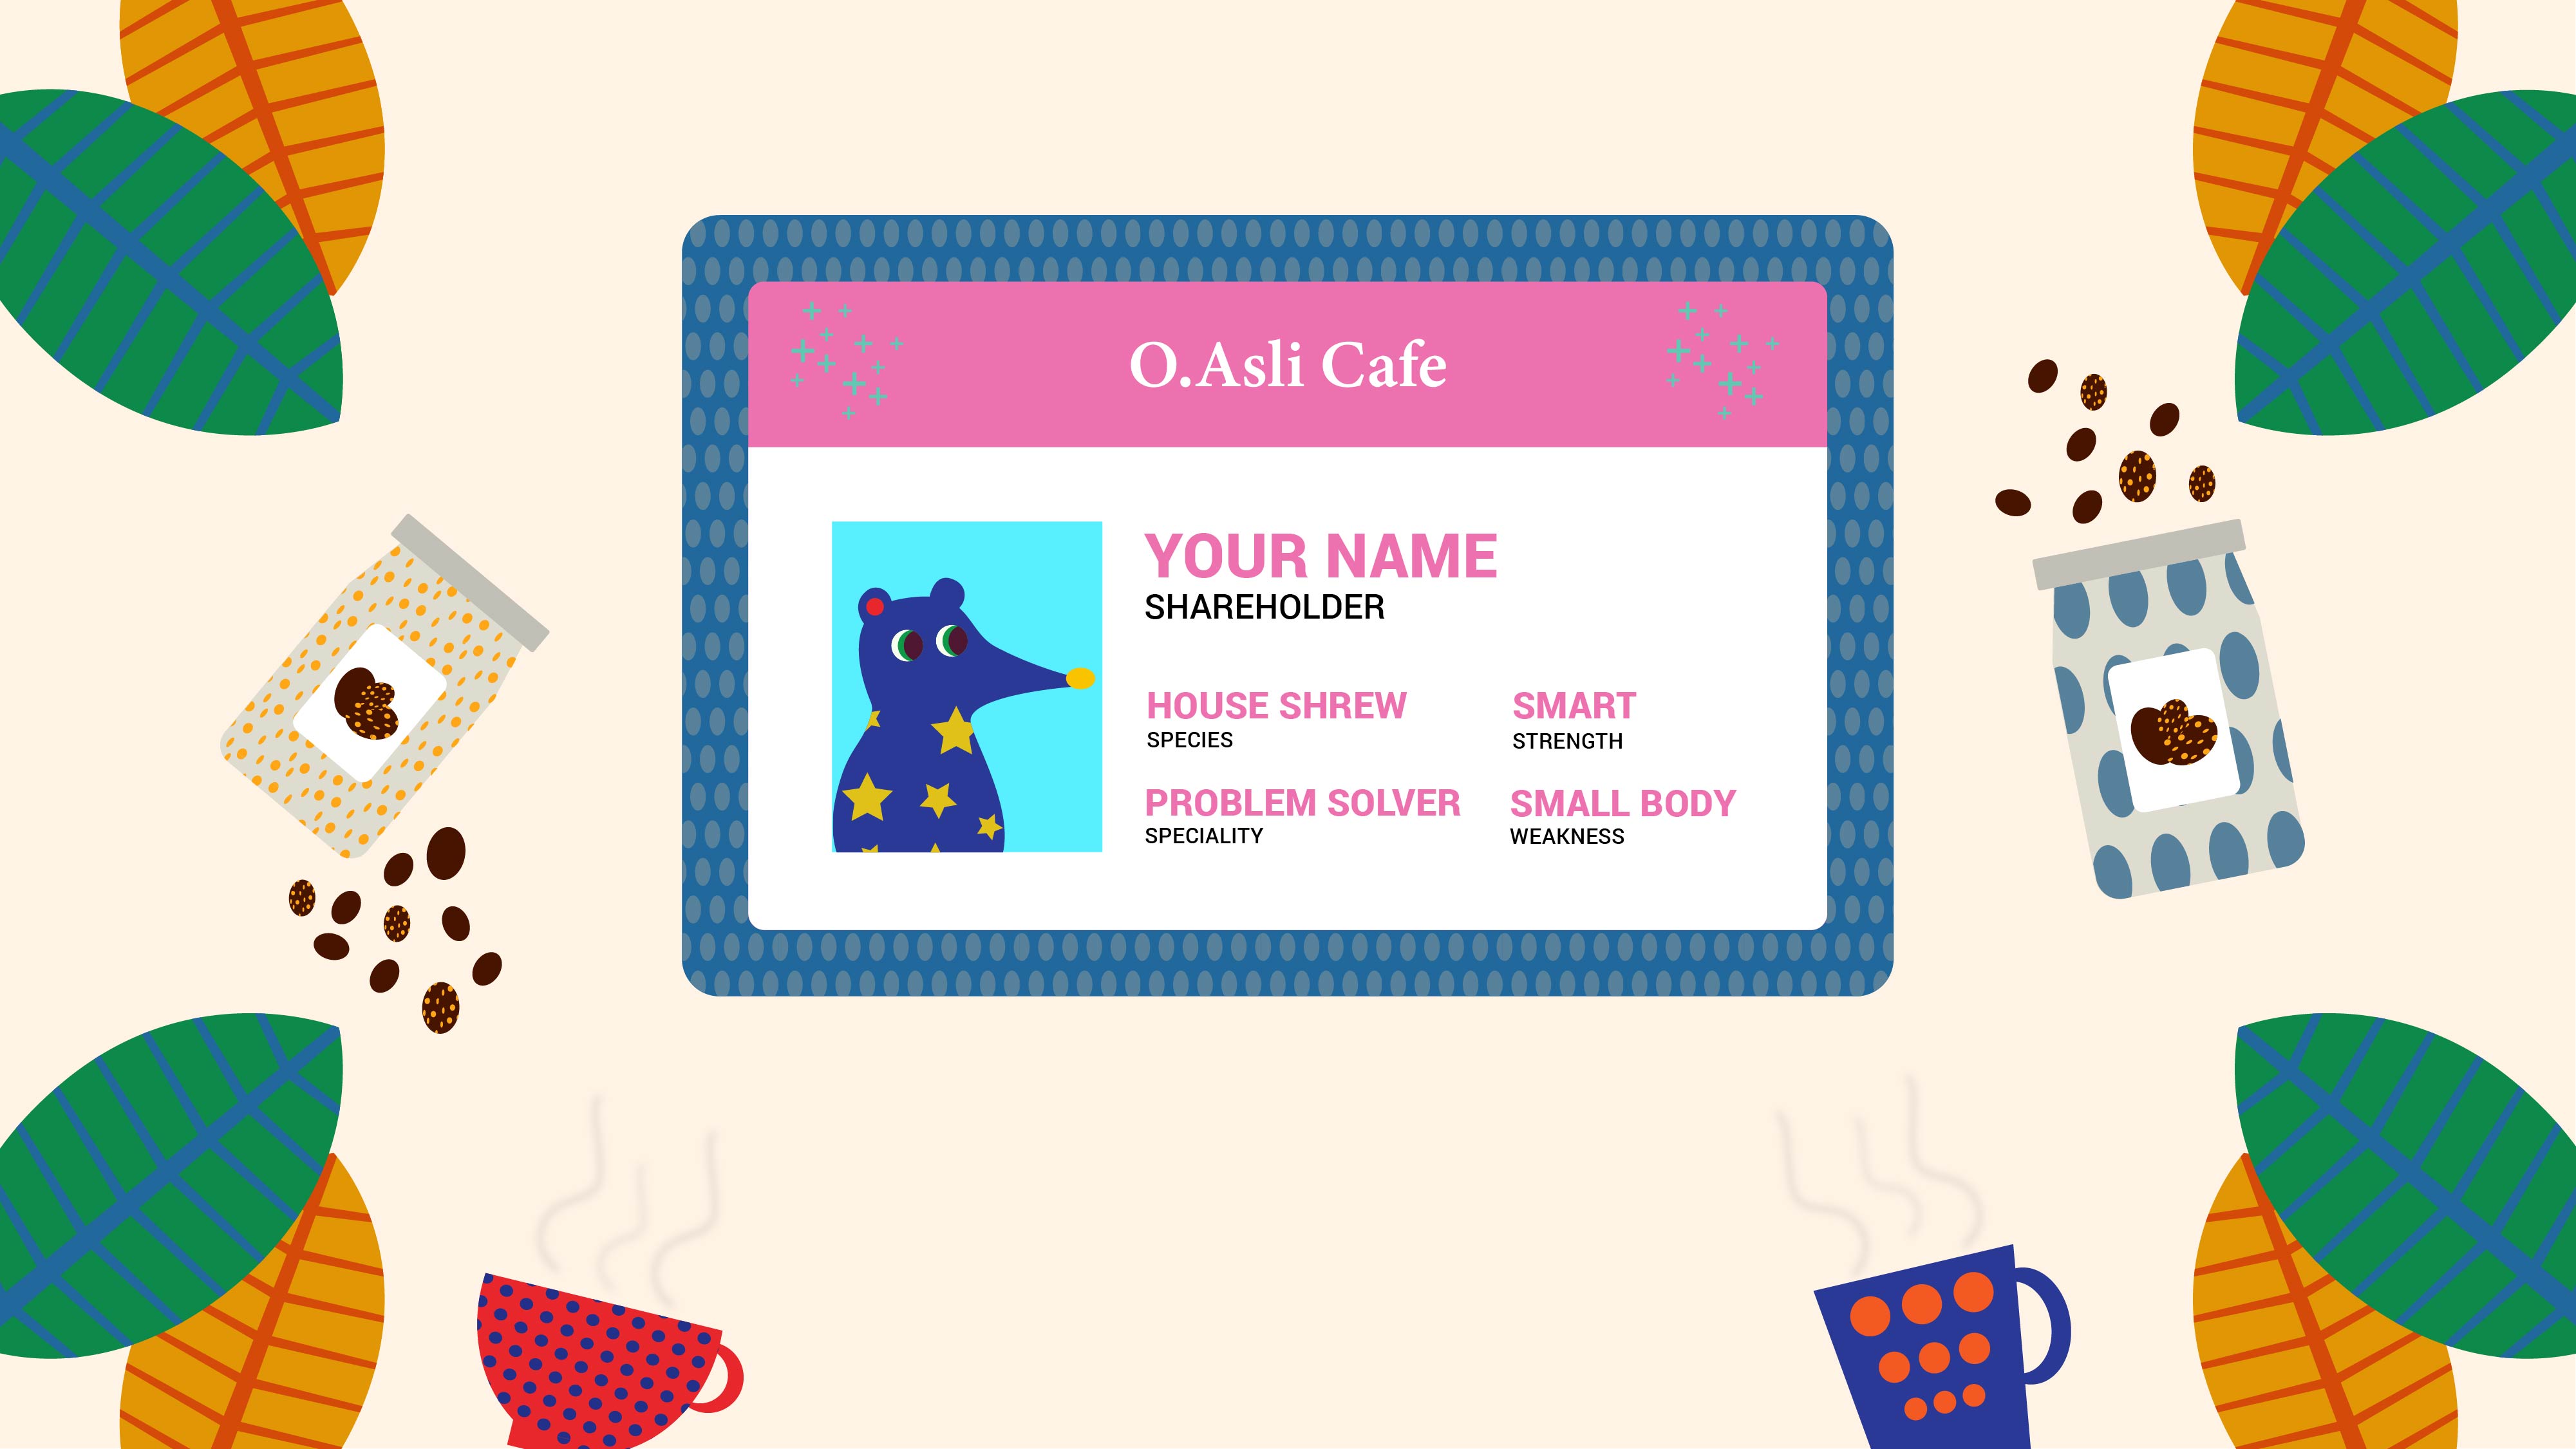 O.Asli Cafe
YOUR NAME
SHAREHOLDER
HOUSE SHREW
SPECIES
SMART
STRENGTH
PROBLEM SOLVER
SPECIALITY
SMALL BODY
WEAKNESS